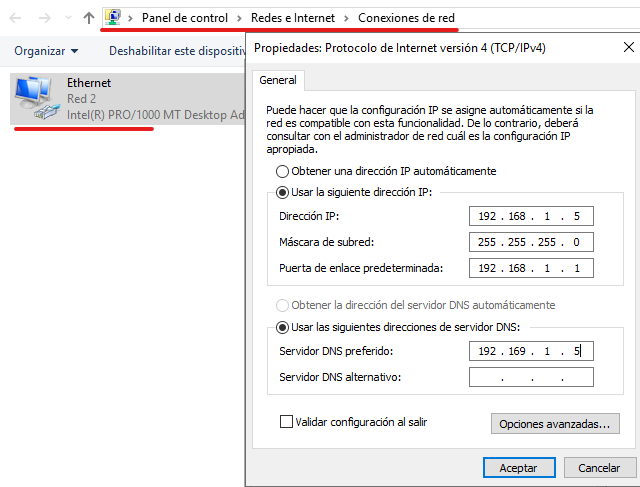 Panel de control > Redes e Internet > Conexiones de red
Organizar
Deshabilitar este dispositiv
Ethernet
Red 2
Intel(R) PRO/1000 MT Desktop Ad
Propiedades: Protocolo de Internet versión 4 (TCP/IPv4)
General
Puede hacer que la configuración IP se asigne automáticamente si la
red es compatible con esta funcionalidad. De lo contrario, deberá
consultar con el administrador de red cuál es la configuración IP
apropiada.
Obtener una dirección IP automáticamente
Usar la siguiente dirección IP:
Dirección IP: 192 . 168 . 1 . 5
Máscara de subred: 255 . 255 . 255 . 0
Puerta de enlace predeterminada: 192 . 168 . 1 . 1
Obtener la dirección del servidor DNS automáticamente
Usar las siguientes direcciones de servidor DNS:
Servidor DNS preferido: 192 . 169 . 1 . 5
Servidor DNS alternativo: . . .
Validar configuración al salir
Opciones avanzadas...
Aceptar
Cancelar